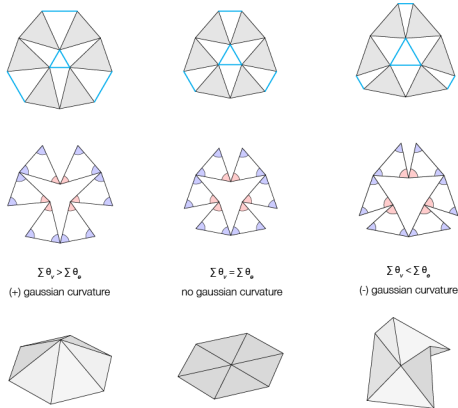 ∑ θᵥ > ∑ θₑ
(+) gaussian curvature
∑ θᵥ = ∑ θₑ
no gaussian curvature
∑ θᵥ < ∑ θₑ
(-) gaussian curvature